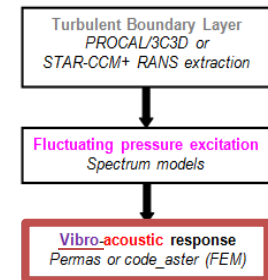 Turbulent Boundary Layer
PROCAL/3C3D or
STAR-CCM+ RANS extraction
Fluctuating pressure excitation
Spectrum models
Vibro-acoustic response
Permas or code_aster (FEM)